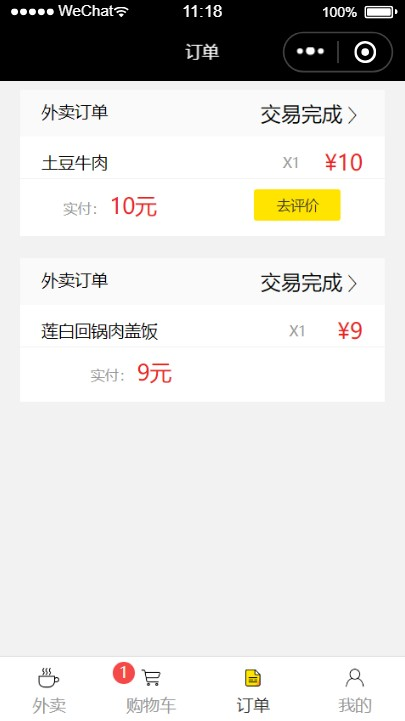 WeChat 11:18 100%
订单
外卖订单 交易完成
土豆牛肉 X1 ¥10
实付: 10元 去评价
外卖订单 交易完成
莲白回锅肉盖饭 X1 ¥9
实付: 9元
1
外卖 购物车 订单 我的